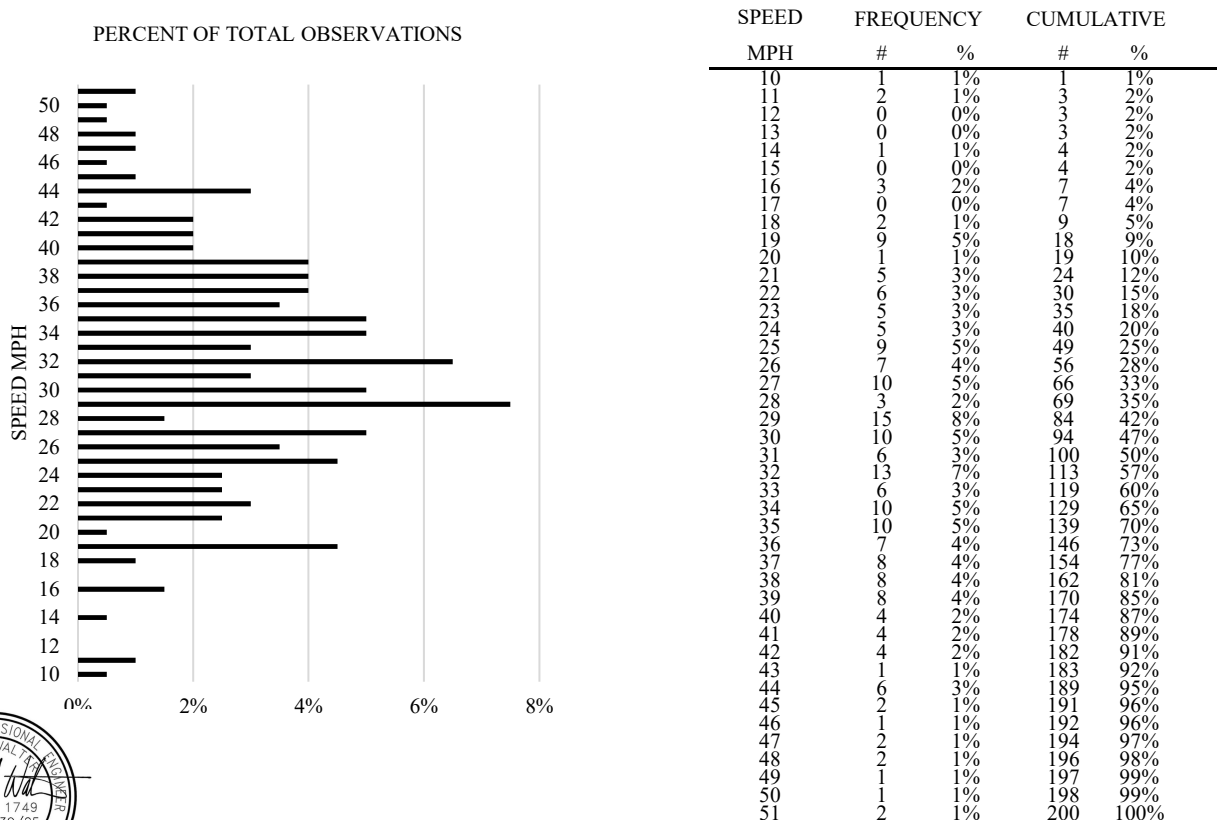 PERCENT OF TOTAL OBSERVATIONS
50
48
46
44
42
40
38
36
34
32
30
28
26
24
22
20
18
16
14
12
10
SPEED MPH
0% 2% 4% 6% 8%
1749
SPEED FREQUENCY CUMULATIVE
MPH # % # %
10 1 1% 1 1%
11 2 1% 3 2%
12 0 0% 3 2%
13 0 0% 3 2%
14 1 1% 4 2%
15 0 0% 4 2%
16 3 2% 7 4%
17 0 0% 7 4%
18 2 1% 9 5%
19 9 5% 18 9%
20 1 1% 19 10%
21 5 3% 24 12%
22 6 3% 30 15%
23 5 3% 35 18%
24 5 3% 40 20%
25 9 5% 49 25%
26 7 4% 56 28%
27 10 5% 66 33%
28 3 2% 69 35%
29 15 8% 84 42%
30 10 5% 94 47%
31 6 3% 100 50%
32 13 7% 113 57%
33 6 3% 119 60%
34 10 5% 129 65%
35 10 5% 139 70%
36 7 4% 146 73%
37 8 4% 154 77%
38 8 4% 162 81%
39 8 4% 170 85%
40 4 2% 174 87%
41 4 2% 178 89%
42 4 2% 182 91%
43 1 1% 183 92%
44 6 3% 189 95%
45 2 1% 191 96%
46 1 1% 192 96%
47 2 1% 194 97%
48 2 1% 196 98%
49 1 1% 197 99%
50 1 1% 198 99%
51 2 1% 200 100%